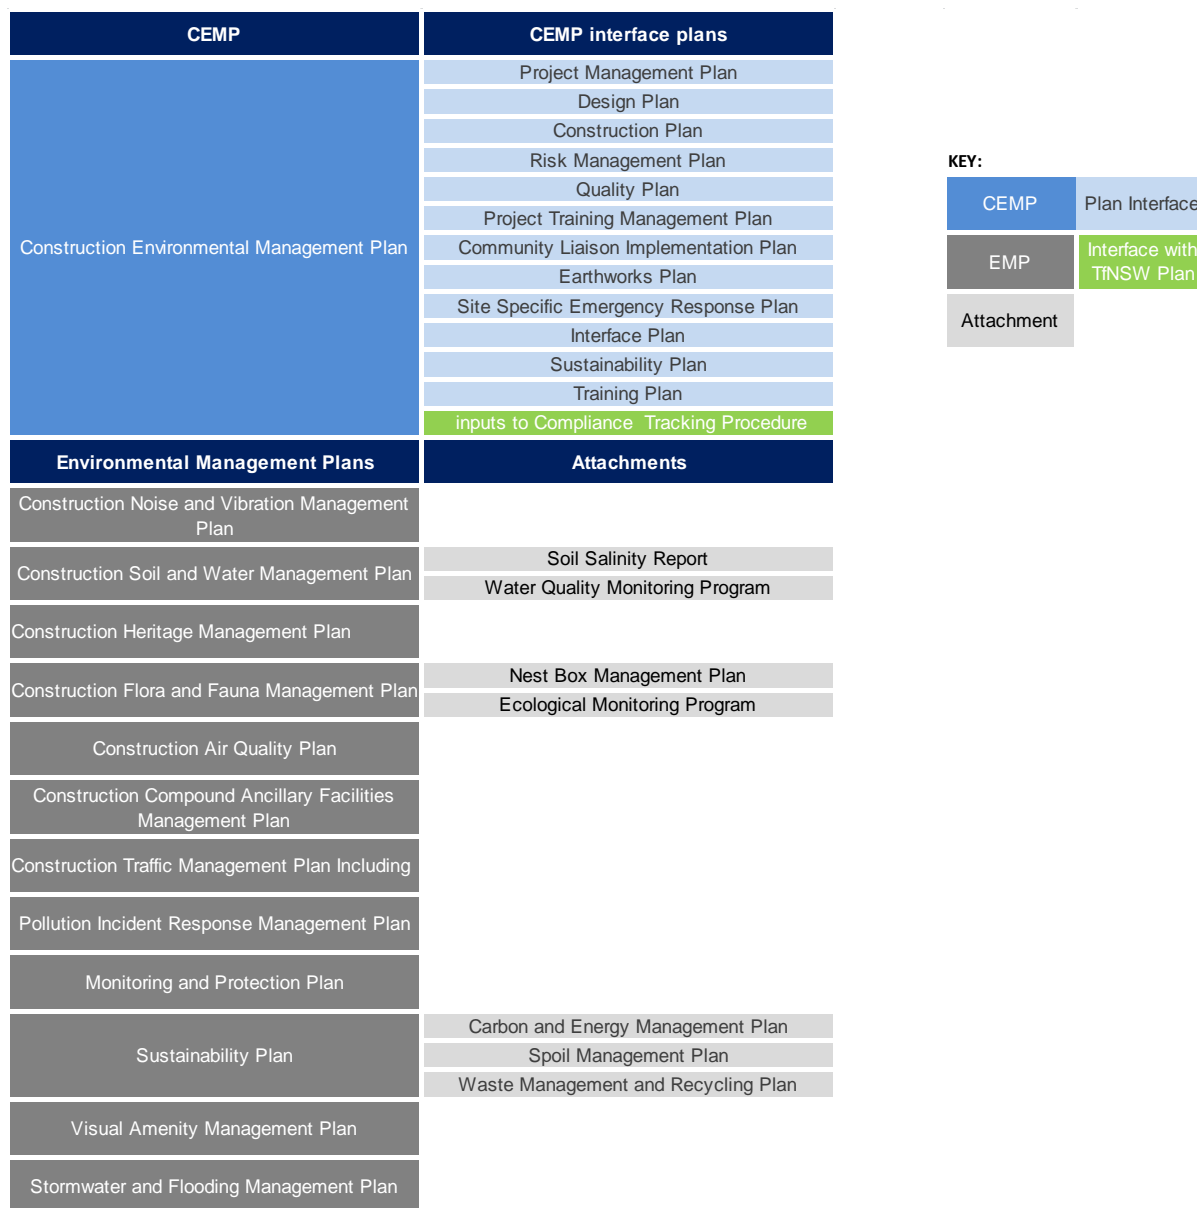 CEMP
CEMP interface plans
Construction Environmental Management Plan
Project Management Plan
Design Plan
Construction Plan
Risk Management Plan
Quality Plan
Project Training Management Plan
Community Liaison Implementation Plan
Earthworks Plan
Site Specific Emergency Response Plan
Interface Plan
Sustainability Plan
Training Plan
inputs to Compliance Tracking Procedure
KEY:
CEMP
Plan Interface
EMP
Interface with
TfNSW Plan
Attachment
Environmental Management Plans
Attachments
Construction Noise and Vibration Management
Plan
Construction Soil and Water Management Plan
Soil Salinity Report
Water Quality Monitoring Program
Construction Heritage Management Plan
Construction Flora and Fauna Management Plan
Nest Box Management Plan
Ecological Monitoring Program
Construction Air Quality Plan
Construction Compound Ancillary Facilities
Management Plan
Construction Traffic Management Plan Including
Pollution Incident Response Management Plan
Monitoring and Protection Plan
Sustainability Plan
Carbon and Energy Management Plan
Spoil Management Plan
Waste Management and Recycling Plan
Visual Amenity Management Plan
Stormwater and Flooding Management Plan